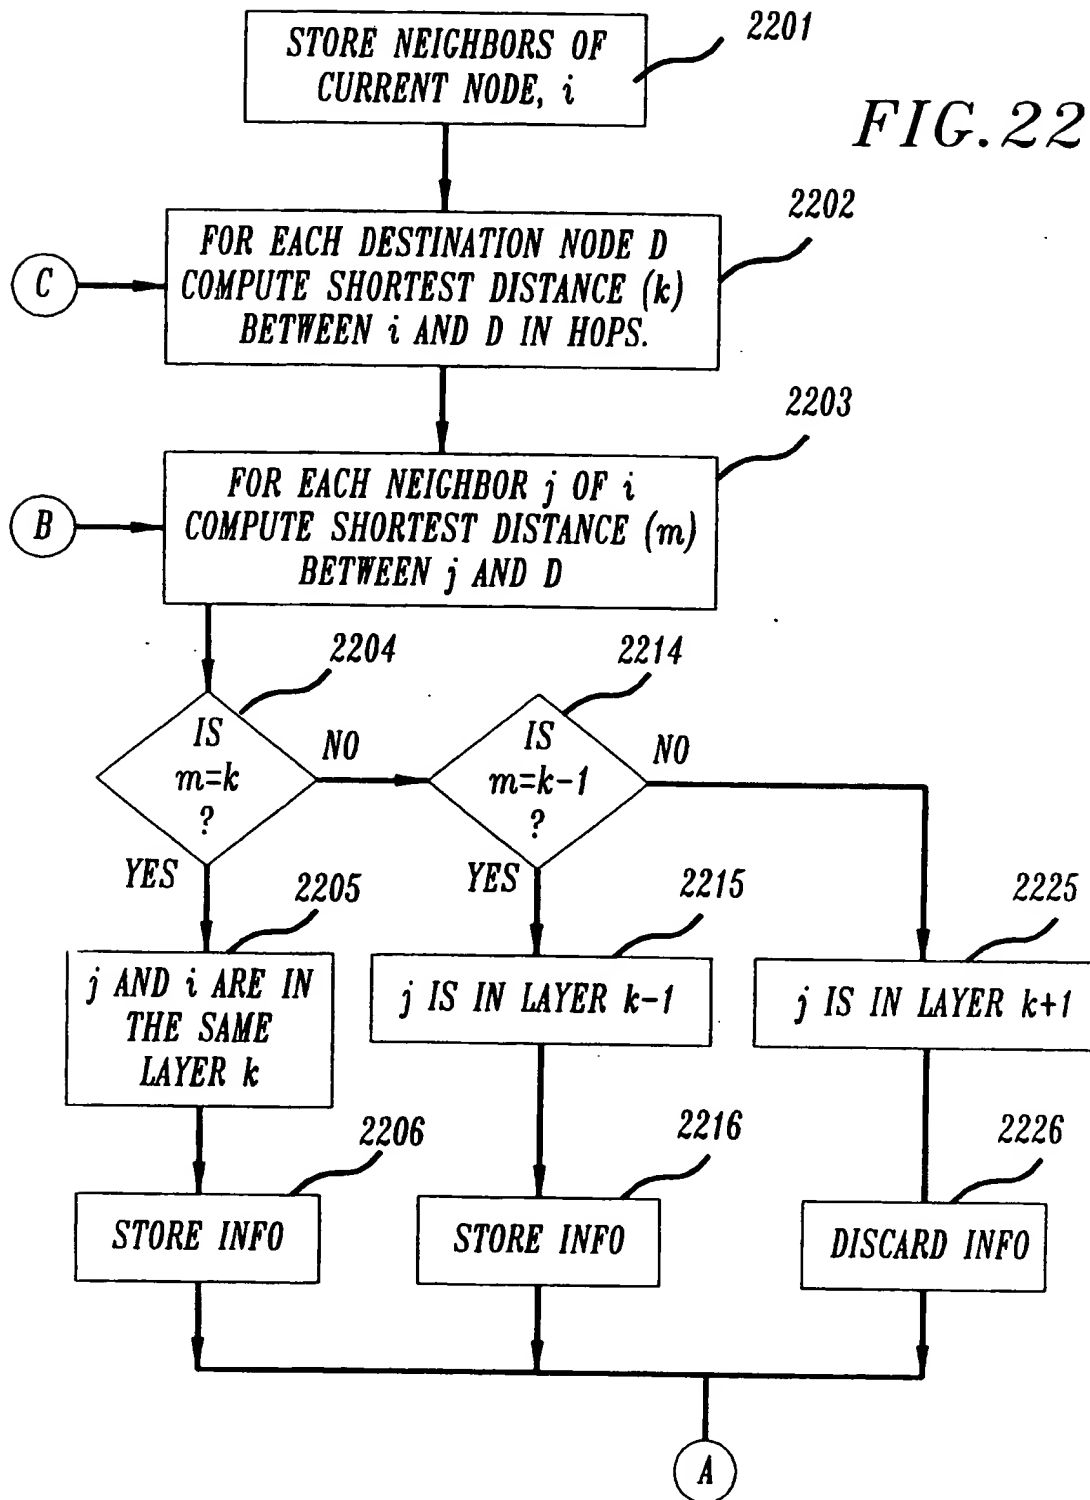 2201
STORE NEIGHBORS OF
CURRENT NODE, i
FIG.22
2202
FOR EACH DESTINATION NODE D
COMPUTE SHORTEST DISTANCE (k)
BETWEEN i AND D IN HOPS.
C
2203
FOR EACH NEIGHBOR j OF i
COMPUTE SHORTEST DISTANCE (m)
BETWEEN j AND D
B
2204
IS
m=k
?
NO
YES
2214
IS
m=k-1
?
NO
YES
2205
j AND i ARE IN
THE SAME
LAYER k
2215
j IS IN LAYER k-1
2225
j IS IN LAYER k+1
2206
STORE INFO
2216
STORE INFO
2226
DISCARD INFO
A